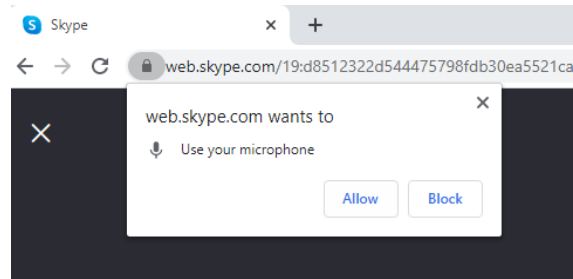 Skype
web.skype.com/19:d8512322d544475798fdb30ea5521ca
web.skype.com wants to
Use your microphone
Allow Block